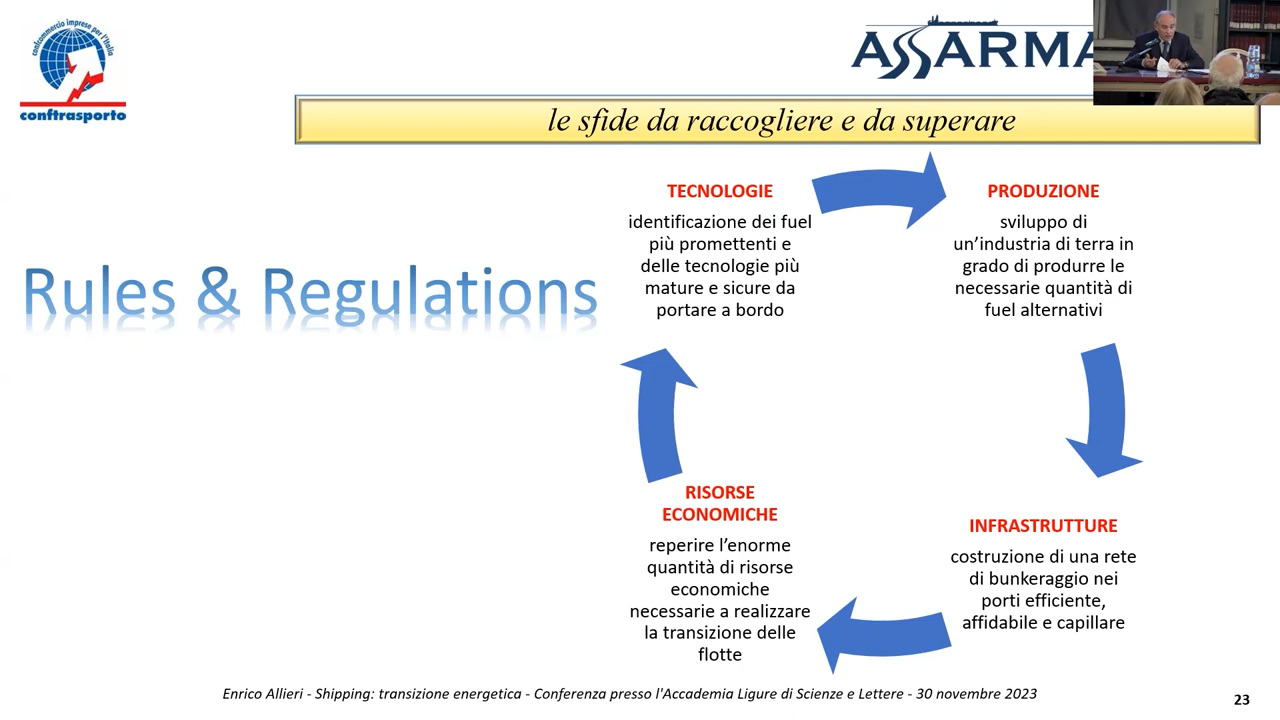 confcommercio imprese per l'Italia
conftrasporto
ASSARMA
le sfide da raccogliere e da superare
Rules & Regulations
TECNOLOGIE
identificazione dei fuel
più promettenti e
delle tecnologie più
mature e sicure da
portare a bordo
PRODUZIONE
sviluppo di
un’industria di terra in
grado di produrre le
necessarie quantità di
fuel alternativi
INFRASTRUTTURE
costruzione di una rete
di bunkeraggio nei
porti efficiente,
affidabile e capillare
RISORSE
ECONOMICHE
reperire l’enorme
quantità di risorse
economiche
necessarie a realizzare
la transizione delle
flotte
Enrico Allieri - Shipping: transizione energetica - Conferenza presso l'Accademia Ligure di Scienze e Lettere - 30 novembre 2023
23